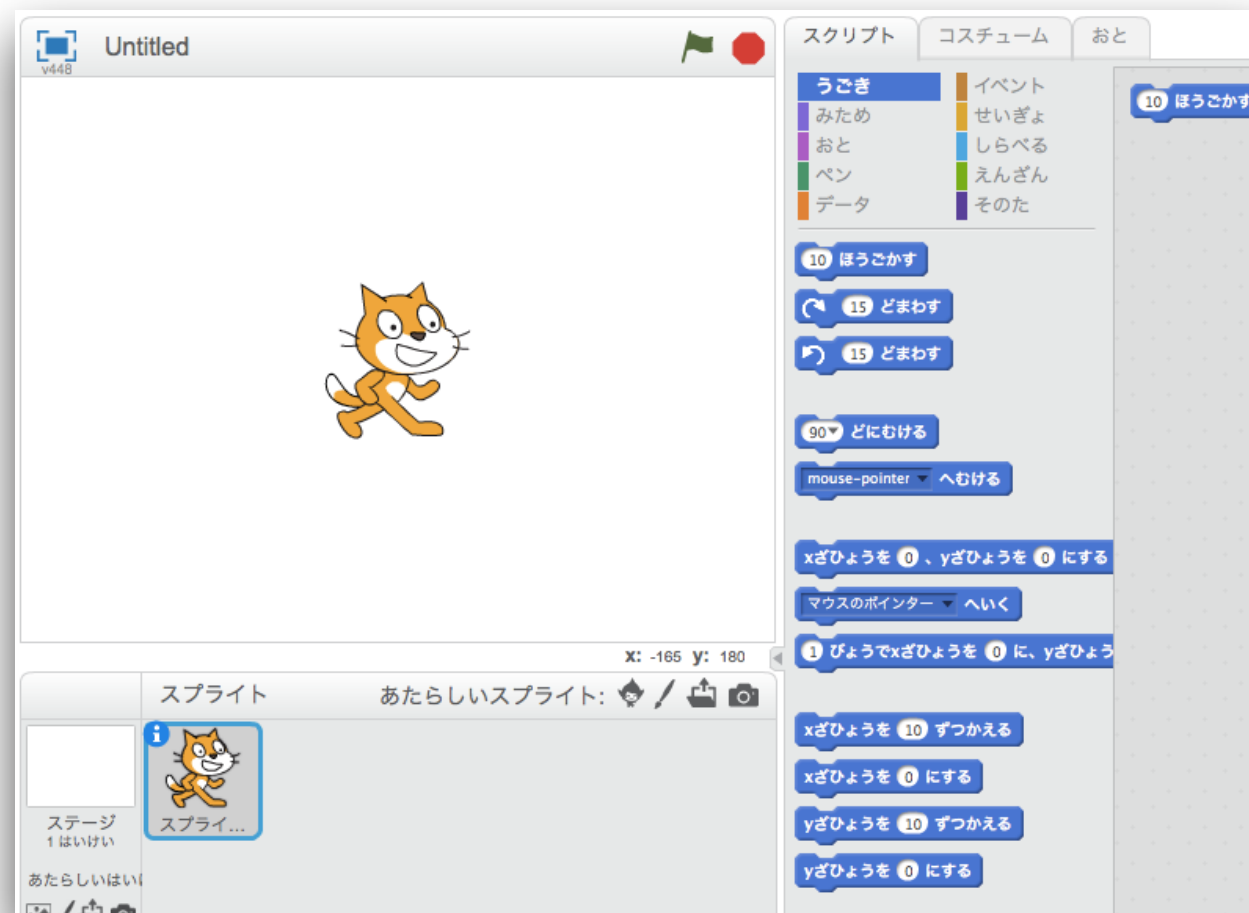 Untitled
v448
x: -165 y: 180
スプライト
あたらしいスプライト:
ステージ
1 はいけい
スプライ...
あたらしいはい
スクリプト コスチューム おと
うごき イベント
みため せいぎょ
おと しらべる
ペン えんざん
データ そのた
10 ほうごかす
15 どまわす
15 どまわす
90 どにむける
mouse-pointer へむける
xざひょうを 0 、yざひょうを 0 にする
マウスのポインター へいく
1 びょうでxざひょうを 0 に、yざひょう
xざひょうを 10 ずつかえる
xざひょうを 0 にする
yざひょうを 10 ずつかえる
yざひょうを 0 にする
10 ほうごかす